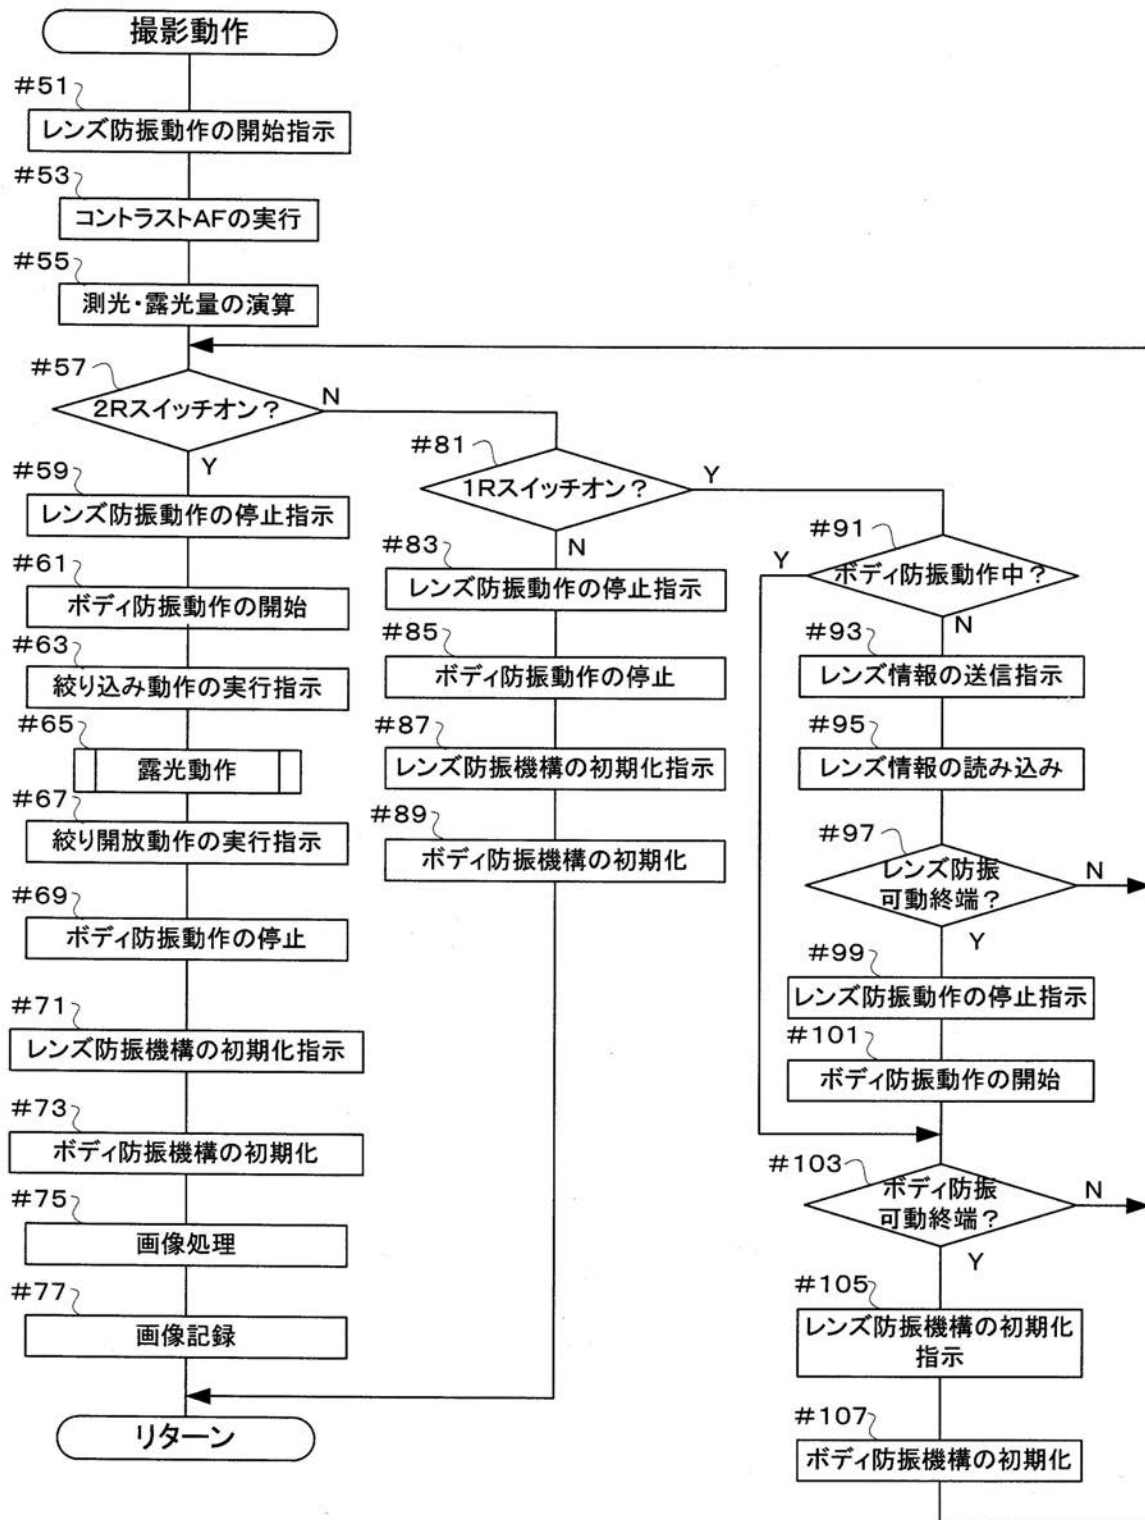 撮影動作
#51
レンズ防振動作の開始指示
#53
コントラストAFの実行
#55
測光・露光量の演算
#57
2Rスイッチオン？
N
Y
#59
レンズ防振動作の停止指示
#61
ボディ防振動作の開始
#63
絞り込み動作の実行指示
#65
露光動作
#67
絞り開放動作の実行指示
#69
ボディ防振動作の停止
#71
レンズ防振機構の初期化指示
#73
ボディ防振機構の初期化
#75
画像処理
#77
画像記録
リターン
#81
1Rスイッチオン？
Y
N
#83
レンズ防振動作の停止指示
#85
ボディ防振動作の停止
#87
レンズ防振機構の初期化指示
#89
ボディ防振機構の初期化
#91
Y
ボディ防振動作中？
N
#93
レンズ情報の送信指示
#95
レンズ情報の読み込み
#97
レンズ防振
可動終端？
N
Y
#99
レンズ防振動作の停止指示
#101
ボディ防振動作の開始
#103
ボディ防振
可動終端？
N
Y
#105
レンズ防振機構の初期化
指示
#107
ボディ防振機構の初期化